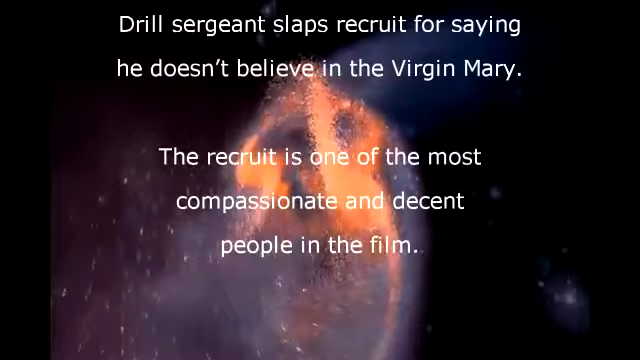 Drill sergeant slaps recruit for saying
he doesn’t believe in the Virgin Mary.
The recruit is one of the most
compassionate and decent
people in the film.